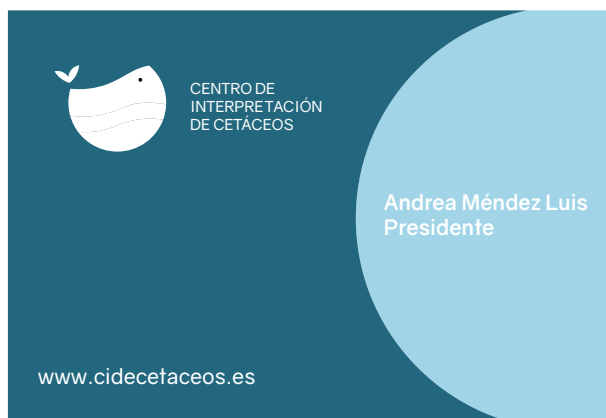 CENTRO DE
INTERPRETACIÓN
DE CETÁCEOS
Andrea Méndez Luis
Presidente
www.cidecetaceos.es